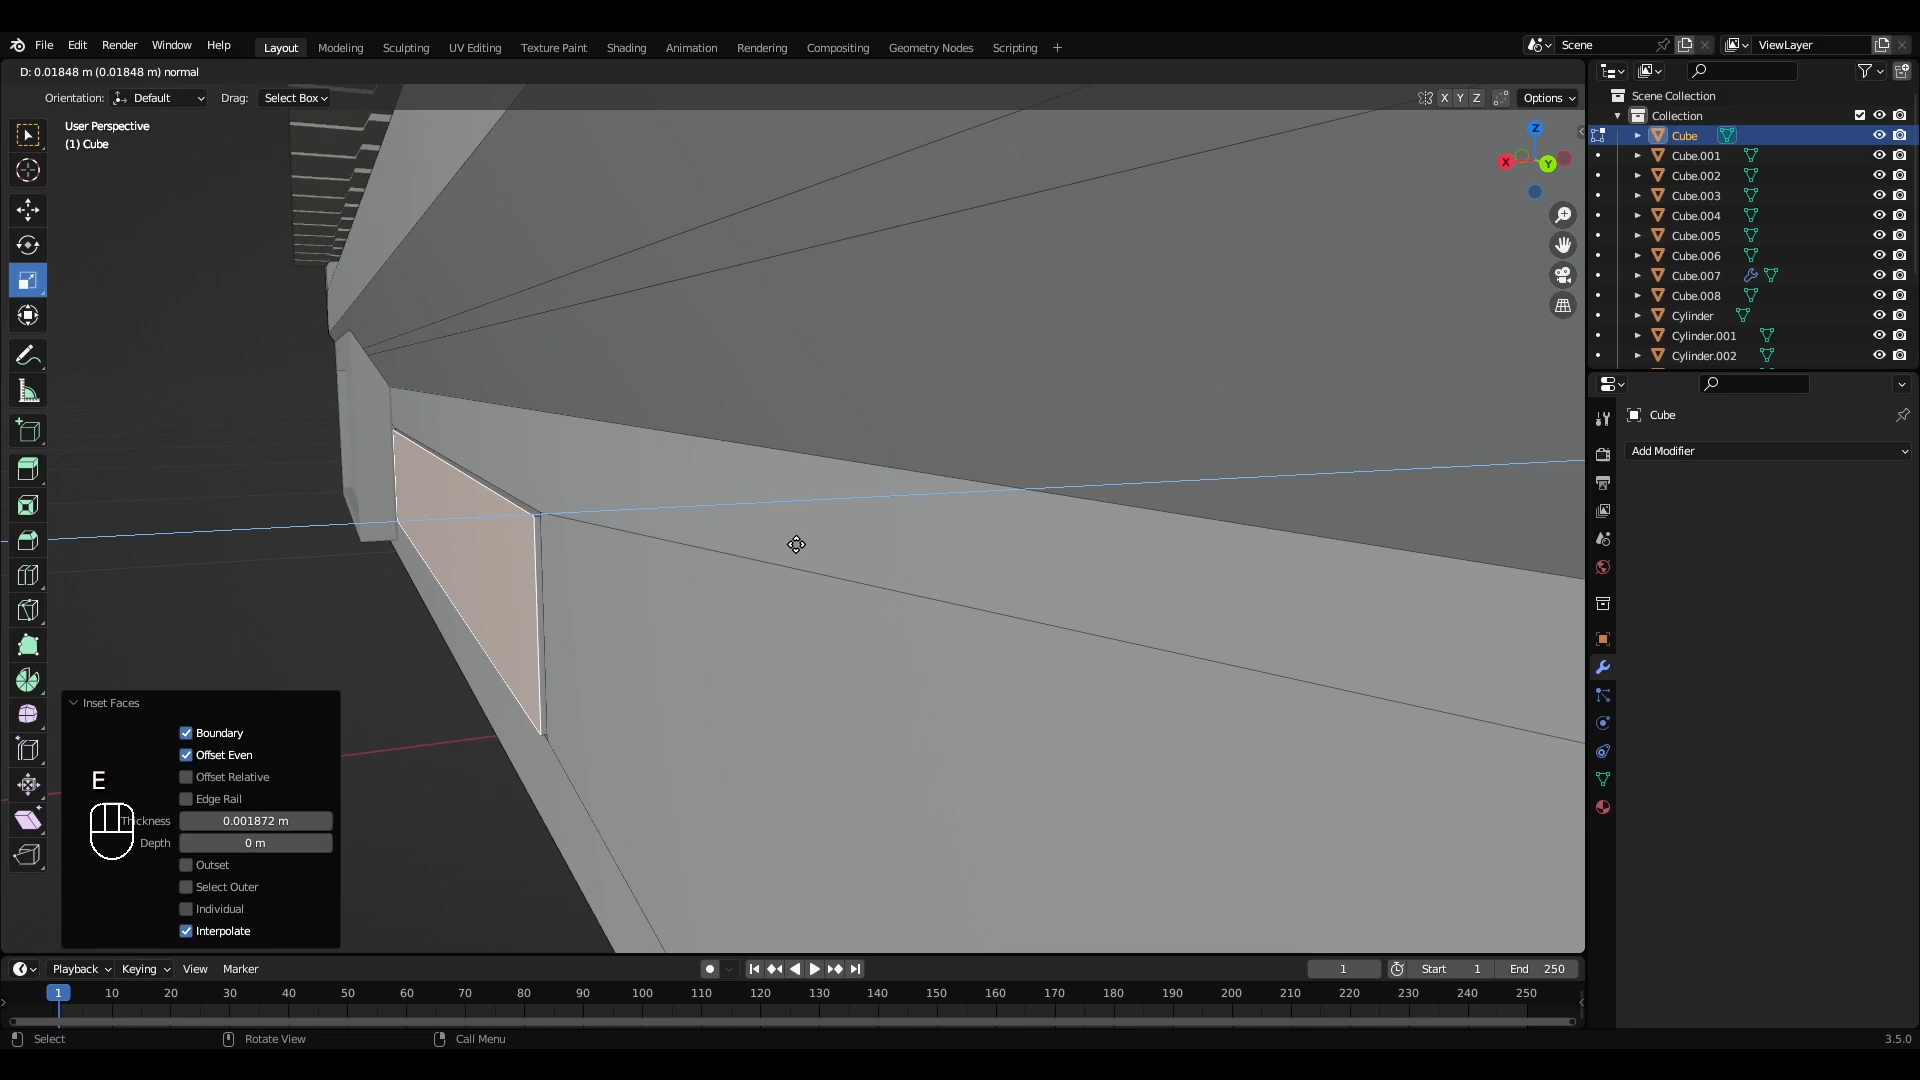 File Edit Render Window Help Layout Modeling Sculpting UV Editing Texture Paint Shading Animation Rendering Compositing Geometry Nodes Scripting + Scene ViewLayer
D: 0.01848 m (0.01848 m) normal
Orientation: Default Drag: Select Box X Y Z Options
User Perspective
(1) Cube
Z
X
Y
Scene Collection
Collection
Cube
Cube.001
Cube.002
Cube.003
Cube.004
Cube.005
Cube.006
Cube.007
Cube.008
Cylinder
Cylinder.001
Cylinder.002
Cube
Add Modifier
Inset Faces
Boundary
Offset Even
Offset Relative
Edge Rail
Thickness 0.001872 m
Depth 0 m
Outset
Select Outer
Individual
Interpolate
E
Playback Keying View Marker 1 Start 1 End 250
1 10 20 30 40 50 60 70 80 90 100 110 120 130 140 150 160 170 180 190 200 210 220 230 240 250
Select Rotate View Call Menu 3.5.0